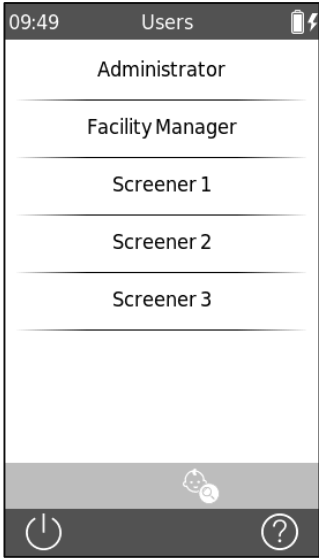 09:49 Users
Administrator
Facility Manager
Screener 1
Screener 2
Screener 3
?